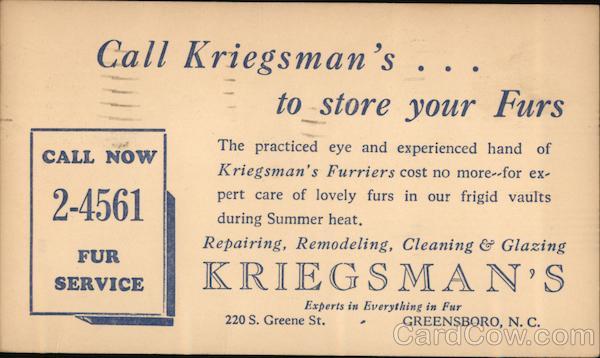 Call Kriegsman's . . .
to store your Furs
CALL NOW
2-4561
FUR
SERVICE
The practiced eye and experienced hand of
Kriegsman's Furriers cost no more--for ex-
pert care of lovely furs in our frigid vaults
during Summer heat.
Repairing, Remodeling, Cleaning & Glazing
KRIEGSMAN'S
Experts in Everything in Fur
220 S. Greene St. - GREENSBORO, N. C.
CardCow.com